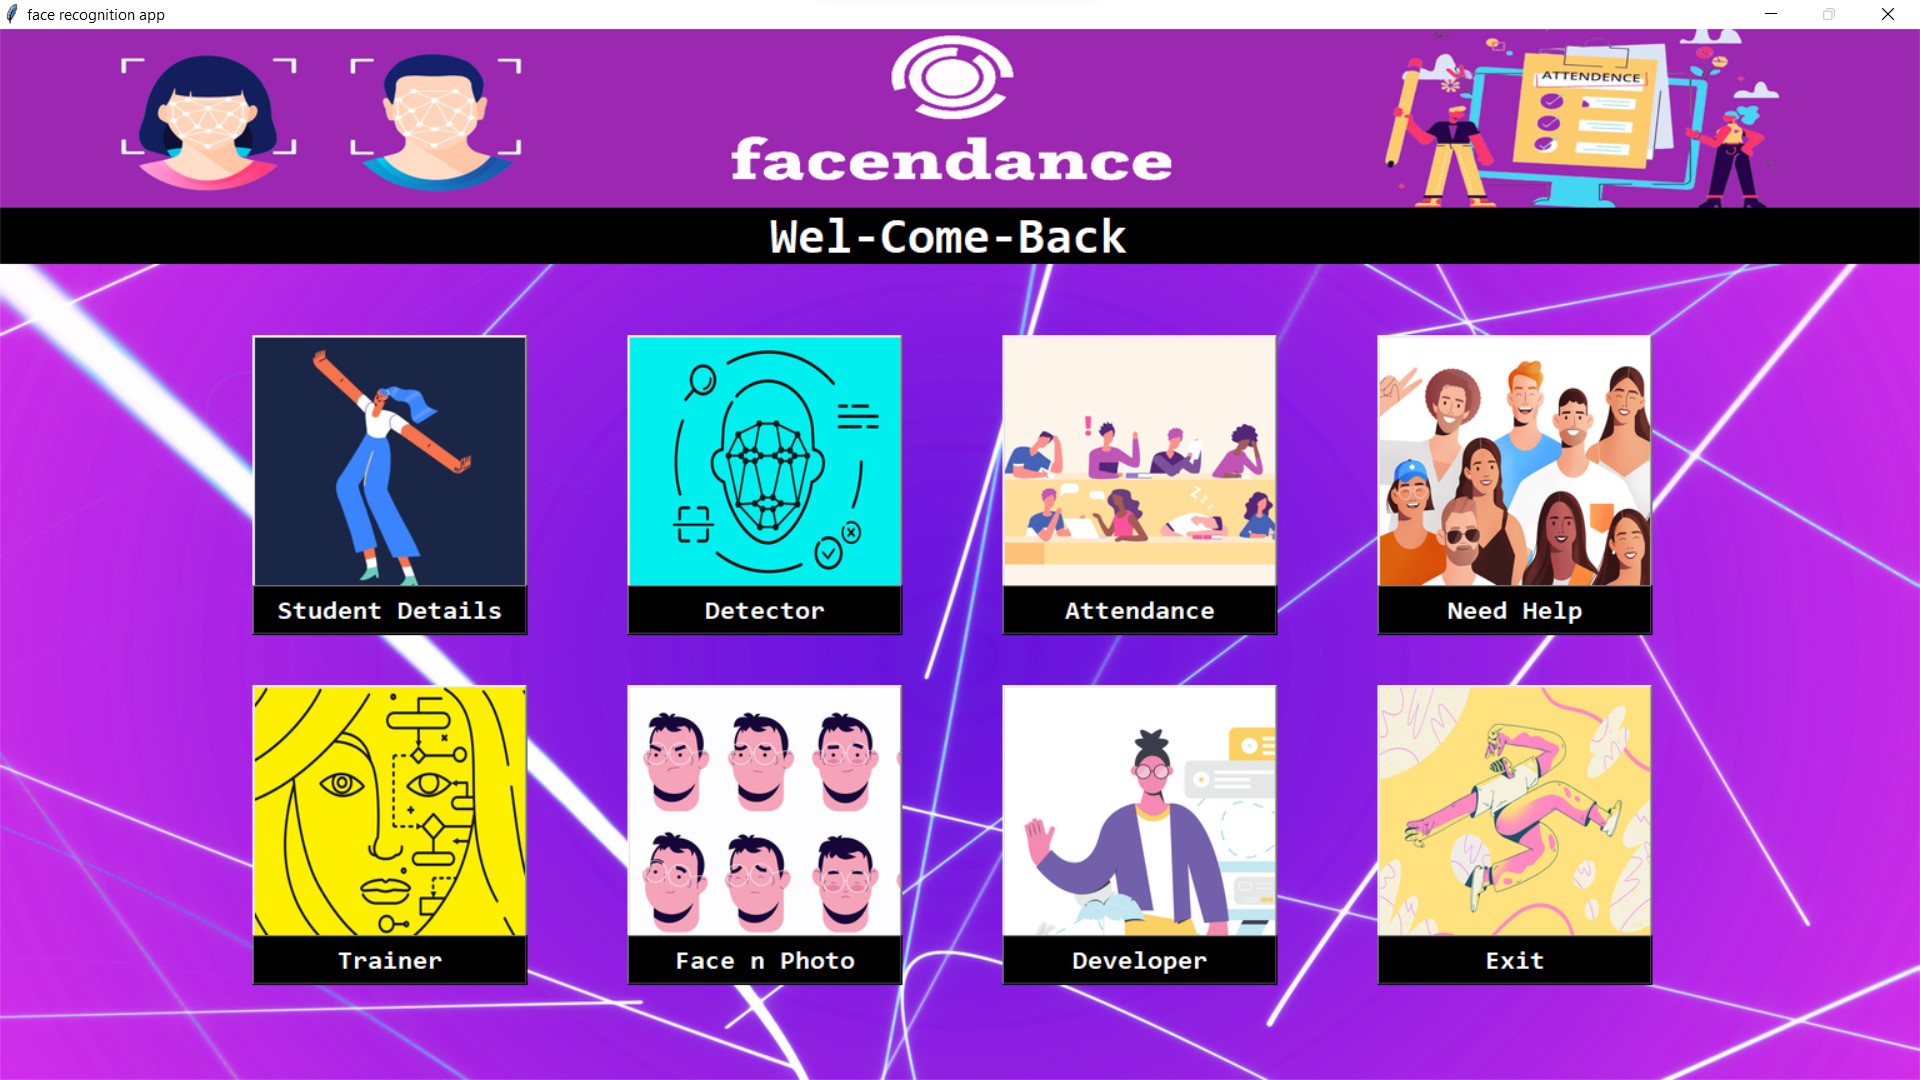 face recognition app
facendance
ATTENDENCE
Wel-Come-Back
!
zzz
Student Details
Detector
Attendance
Need Help
Trainer
Face n Photo
Developer
Exit